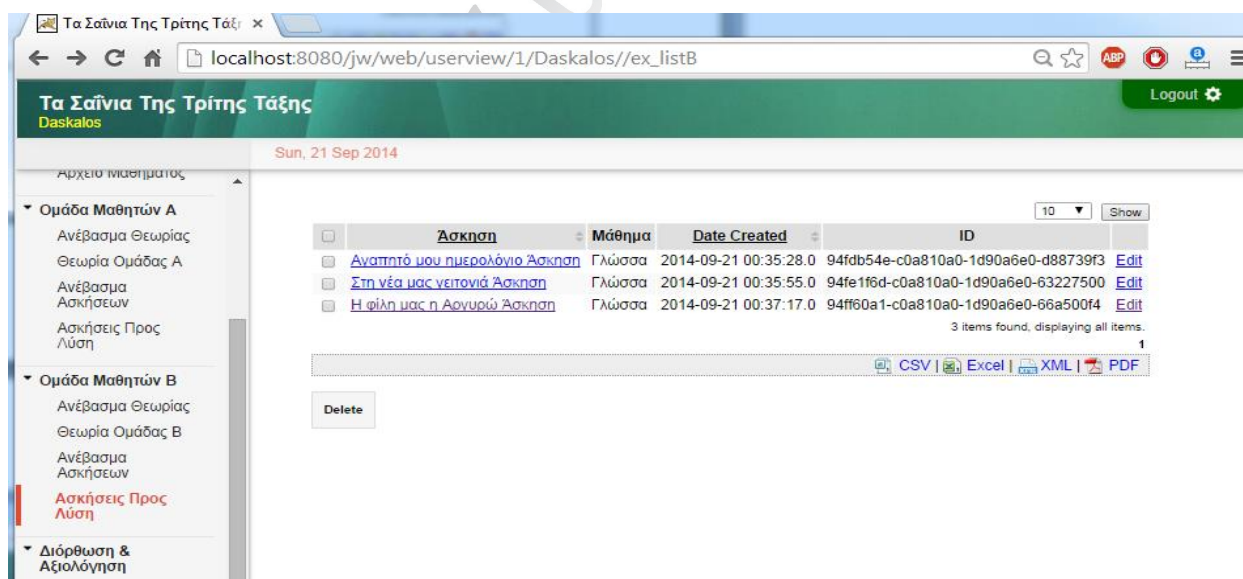 Τα Σαΐνια Της Τρίτης Τάξη ×
localhost:8080/jw/web/userview/1/Daskalos//ex_listB
ABP
a
Τα Σαΐνια Της Τρίτης Τάξης
Daskalos
Logout
Sun, 21 Sep 2014
Αρχείο Μαθήματος
Ομάδα Μαθητών Α
Ανέβασμα Θεωρίας
Θεωρία Ομάδας Α
Ανέβασμα
Ασκήσεων
Ασκήσεις Προς
Λύση
Ομάδα Μαθητών Β
Ανέβασμα Θεωρίας
Θεωρία Ομάδας Β
Ανέβασμα
Ασκήσεων
Ασκήσεις Προς
Λύση
Διόρθωση &
Αξιολόγηση
10 Show
Άσκηση Μάθημα Date Created ID
Αγαπητό μου ημερολόγιο Άσκηση Γλώσσα 2014-09-21 00:35:28.0 94fdb54e-c0a810a0-1d90a6e0-d88739f3 Edit
Στη νέα μας γειτονιά Άσκηση Γλώσσα 2014-09-21 00:35:55.0 94fe1f6d-c0a810a0-1d90a6e0-63227500 Edit
Η φίλη μας η Αργυρώ Άσκηση Γλώσσα 2014-09-21 00:37:17.0 94ff60a1-c0a810a0-1d90a6e0-66a500f4 Edit
3 items found, displaying all items.
1
CSV | Excel | XML | PDF
Delete